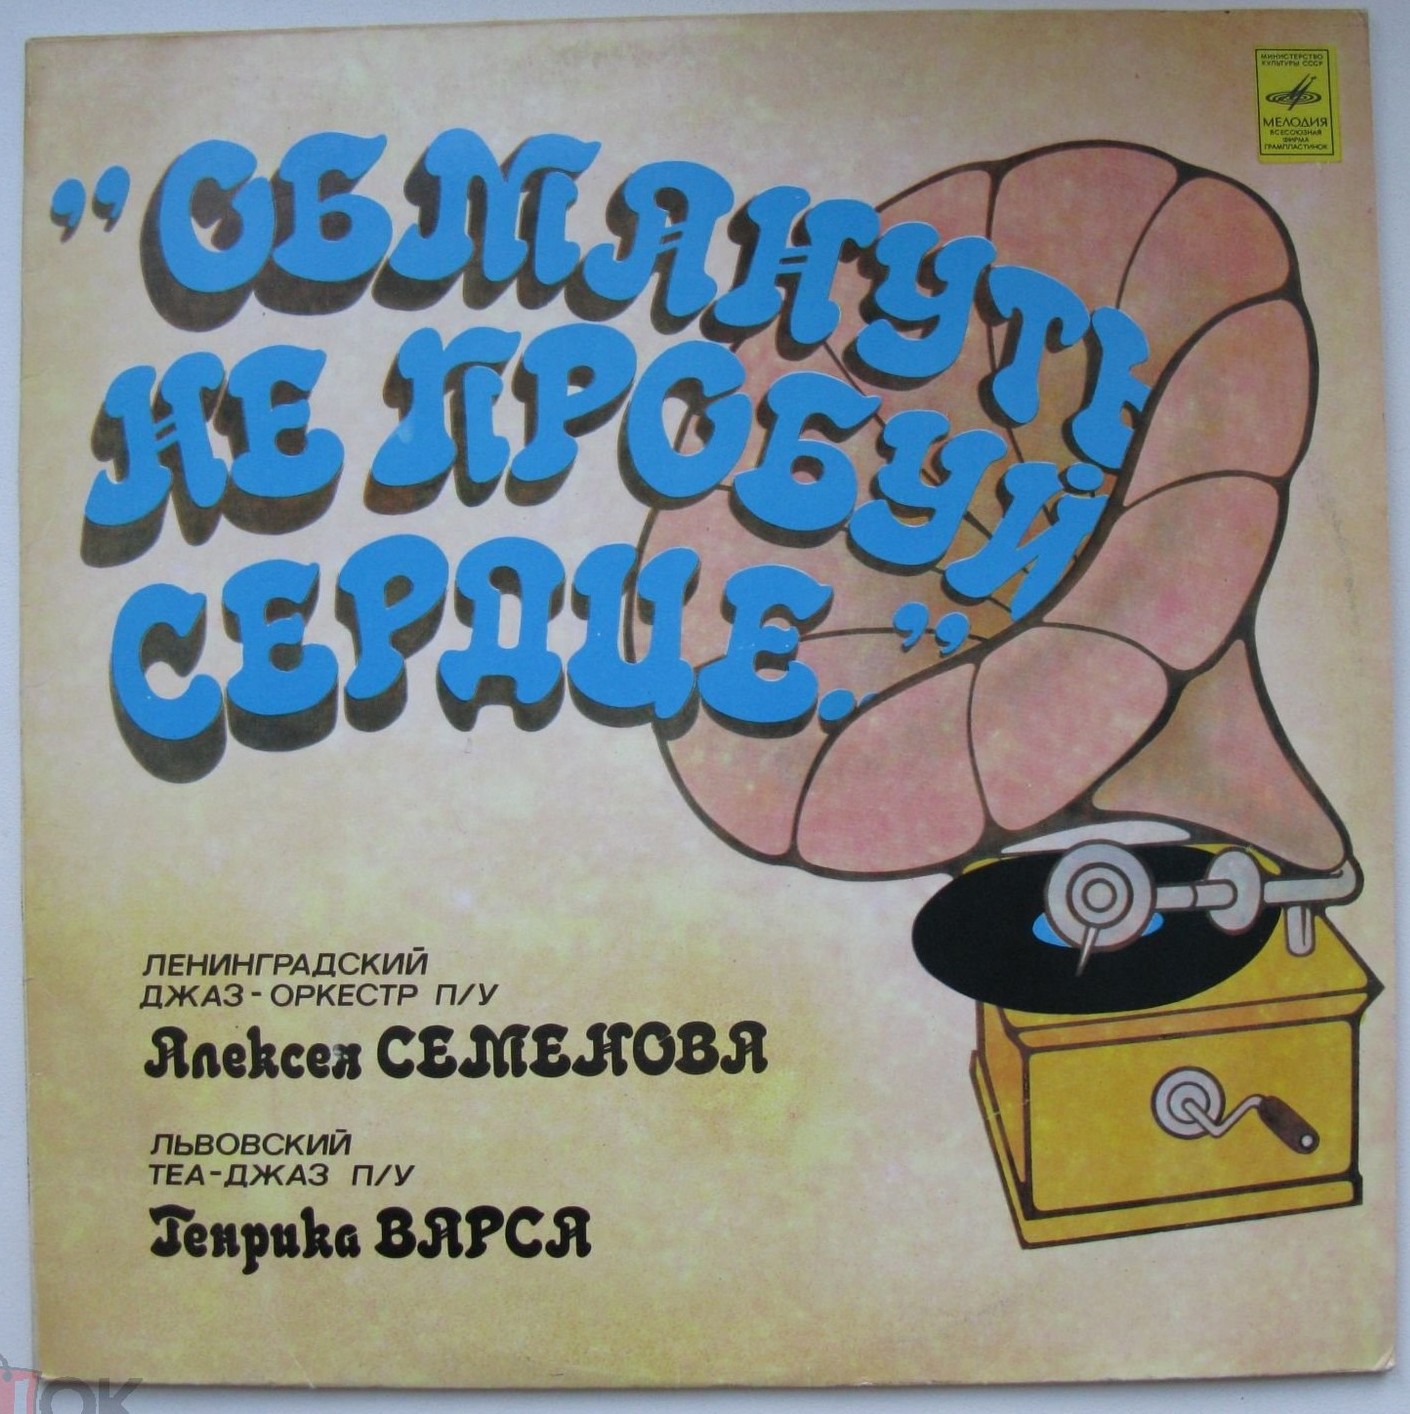 МИНИСТЕРСТВО
КУЛЬТУРЫ СССР
МЕЛОДИЯ
ВСЕСОЮЗНАЯ
ФИРМА
ГРАМПЛАСТИНОК
"ОБМАНУТЬ
НЕ ПРОБУЙ
СЕРДЦЕ..."
ЛЕНИНГРАДСКИЙ
ДЖАЗ-ОРКЕСТР П/У
Алексея СЕМЕНОВА
ЛЬВОВСКИЙ
ТЕА-ДЖАЗ П/У
Генрика ВАРСА